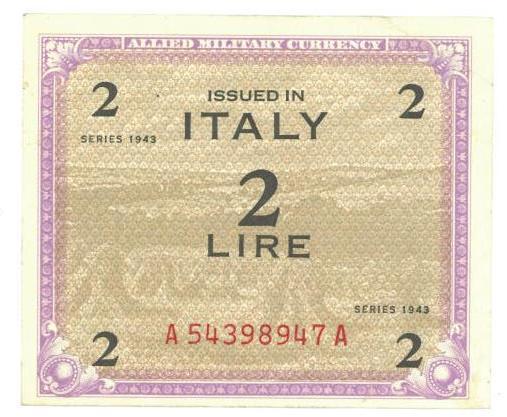 ALLIED MILITARY CURRENCY
2 ISSUED IN 2
SERIES 1943 ITALY
2
LIRE
SERIES 1943
2 A 54398947 A 2